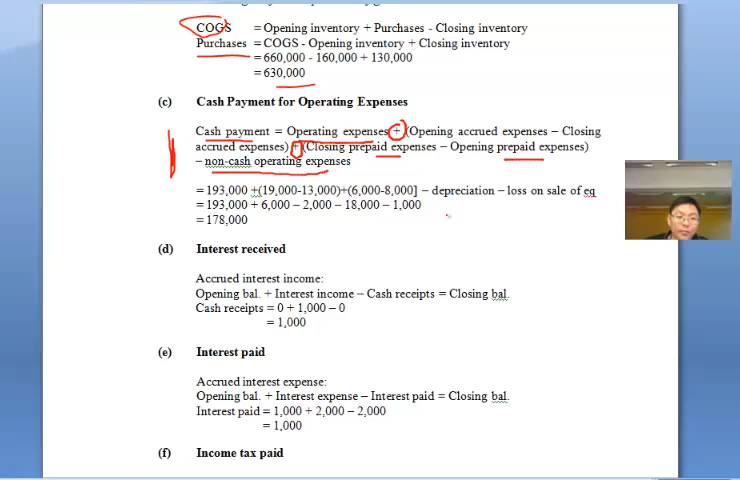 COGS = Opening inventory + Purchases - Closing inventory
Purchases = COGS - Opening inventory + Closing inventory
= 660,000 - 160,000 + 130,000
= 630,000
(c) Cash Payment for Operating Expenses
Cash payment = Operating expenses + (Opening accrued expenses – Closing
accrued expenses) + (Closing prepaid expenses – Opening prepaid expenses)
– non-cash operating expenses
= 193,000 +(19,000-13,000)+(6,000-8,000] – depreciation – loss on sale of eq
= 193,000 + 6,000 – 2,000 – 18,000 – 1,000
= 178,000
(d) Interest received
Accrued interest income:
Opening bal. + Interest income – Cash receipts = Closing bal.
Cash receipts = 0 + 1,000 – 0
= 1,000
(e) Interest paid
Accrued interest expense:
Opening bal. + Interest expense – Interest paid = Closing bal.
Interest paid = 1,000 + 2,000 – 2,000
= 1,000
(f) Income tax paid